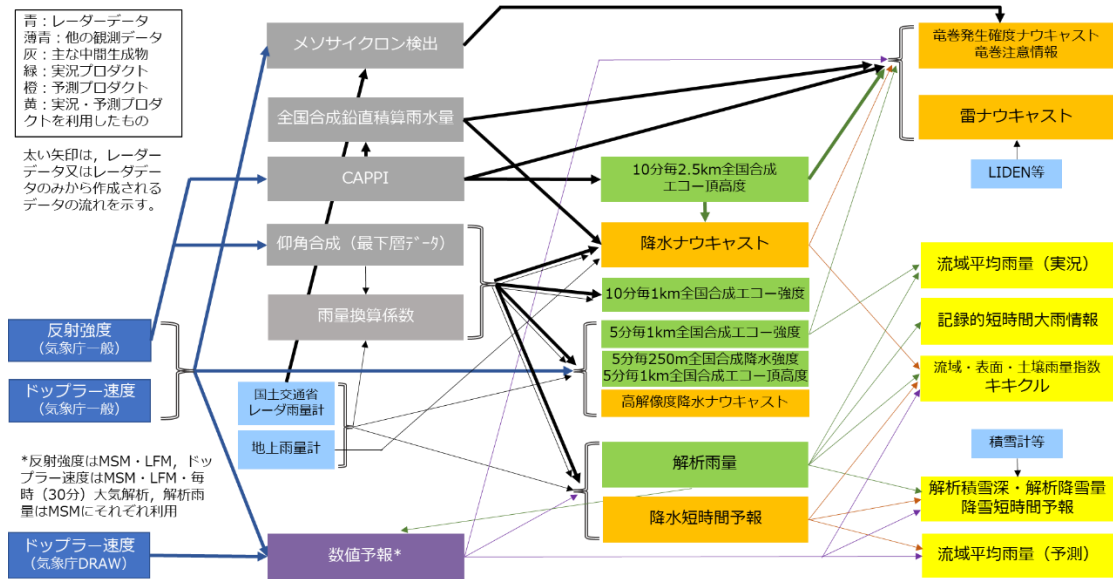 青：レーダーデータ
薄青：他の観測データ
灰：主な中間生成物
緑：実況プロダクト
橙：予測プロダクト
黄：実況・予測プロダ
クトを利用したもの
太い矢印は，レーダー
データ又はレーダデー
タのみから作成される
データの流れを示す。
メソサイクロン検出
全国合成鉛直積算雨水量
CAPPI
仰角合成（最下層ﾃﾞｰﾀ）
雨量換算係数
反射強度
（気象庁一般）
ドップラー速度
（気象庁一般）
国土交通省
レーダ雨量計
地上雨量計
*反射強度はMSM・LFM，ドッ
プラー速度はMSM・LFM・毎
時（30分）大気解析，解析雨
量はMSMにそれぞれ利用
ドップラー速度
（気象庁DRAW）
数値予報*
10分毎2.5km全国合成
エコー頂高度
降水ナウキャスト
10分毎1km全国合成エコー強度
5分毎1km全国合成エコー強度
5分毎250m全国合成降水強度
5分毎1km全国合成エコー頂高度
高解像度降水ナウキャスト
解析雨量
降水短時間予報
竜巻発生確度ナウキャスト
竜巻注意情報
雷ナウキャスト
LIDEN等
流域平均雨量（実況）
記録的短時間大雨情報
流域・表面・土壌雨量指数
キキクル
積雪計等
解析積雪深・解析降雪量
降雪短時間予報
流域平均雨量（予測）